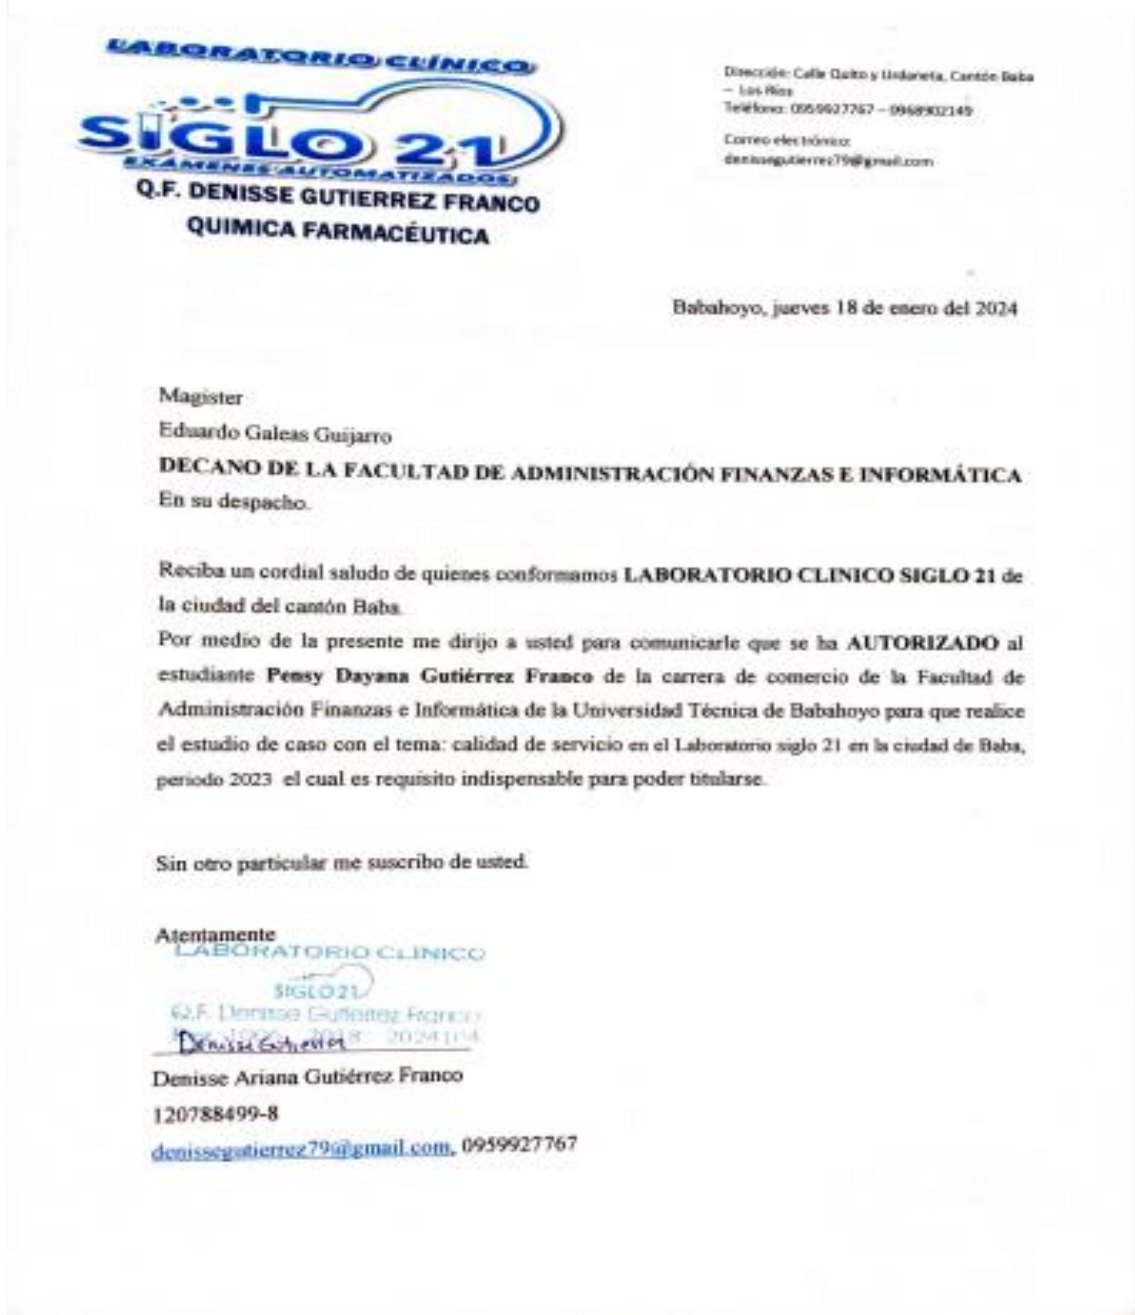 LABORATORIO CLÍNICO
SIGLO 21
EXÁMENES AUTOMATIZADOS
Q.F. DENISSE GUTIERREZ FRANCO
QUIMICA FARMACÉUTICA
Dirección: Calle Quito y Urdaneta, Cantón Baba
– Los Ríos
Teléfono: 0959927767 – 0968902149
Correo electrónico:
denissegutierrez79@gmail.com
Babahoyo, jueves 18 de enero del 2024
Magister
Eduardo Galeas Guijarro
DECANO DE LA FACULTAD DE ADMINISTRACIÓN FINANZAS E INFORMÁTICA
En su despacho.
Reciba un cordial saludo de quienes conformamos LABORATORIO CLINICO SIGLO 21 de
la ciudad del cantón Baba.
Por medio de la presente me dirijo a usted para comunicarle que se ha AUTORIZADO al
estudiante Pensy Dayana Gutiérrez Franco de la carrera de comercio de la Facultad de
Administración Finanzas e Informática de la Universidad Técnica de Babahoyo para que realice
el estudio de caso con el tema: calidad de servicio en el Laboratorio siglo 21 en la ciudad de Baba,
periodo 2023 el cual es requisito indispensable para poder titularse.
Sin otro particular me suscribo de usted.
Atentamente
LABORATORIO CLINICO
SIGLO 21
Q.F. Denisse Gutierrez Franco
Denisse Gutierrez
Denisse Ariana Gutiérrez Franco
120788499-8
denissegutierrez79@gmail.com, 0959927767